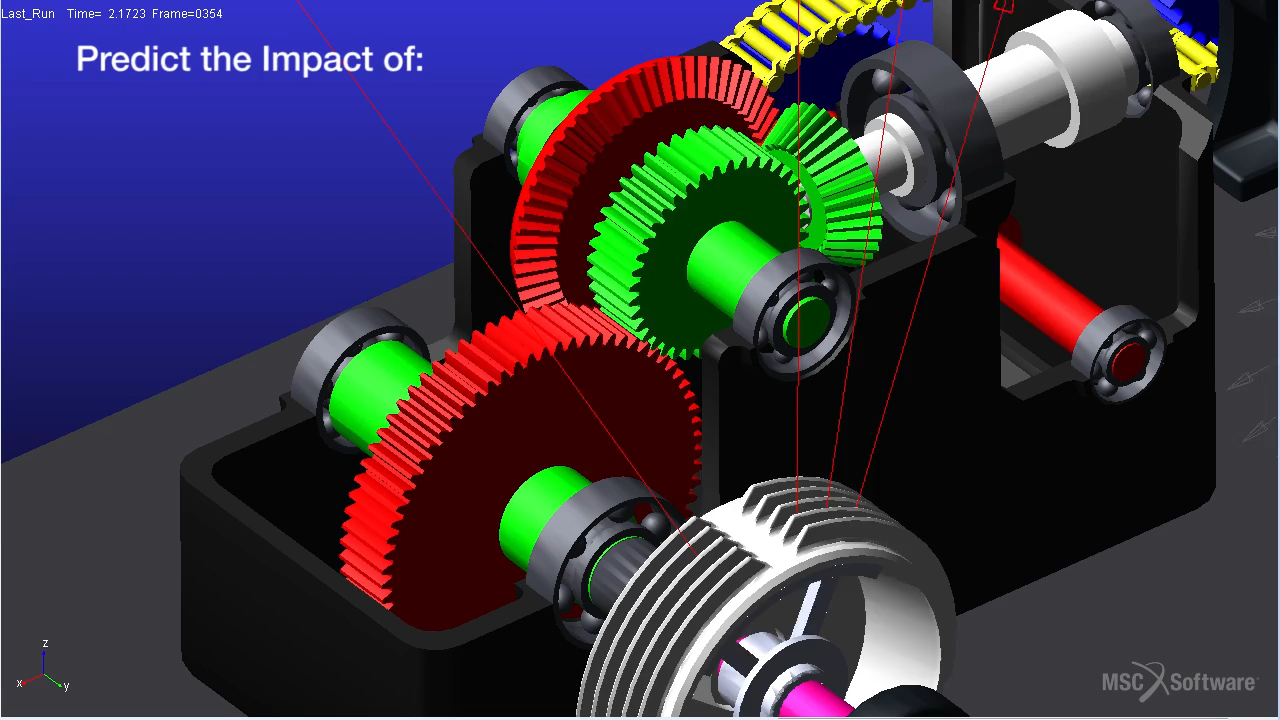 Last_Run Time= 2.1723 Frame=0354
Predict the Impact of:
z
x
y
MSC Software